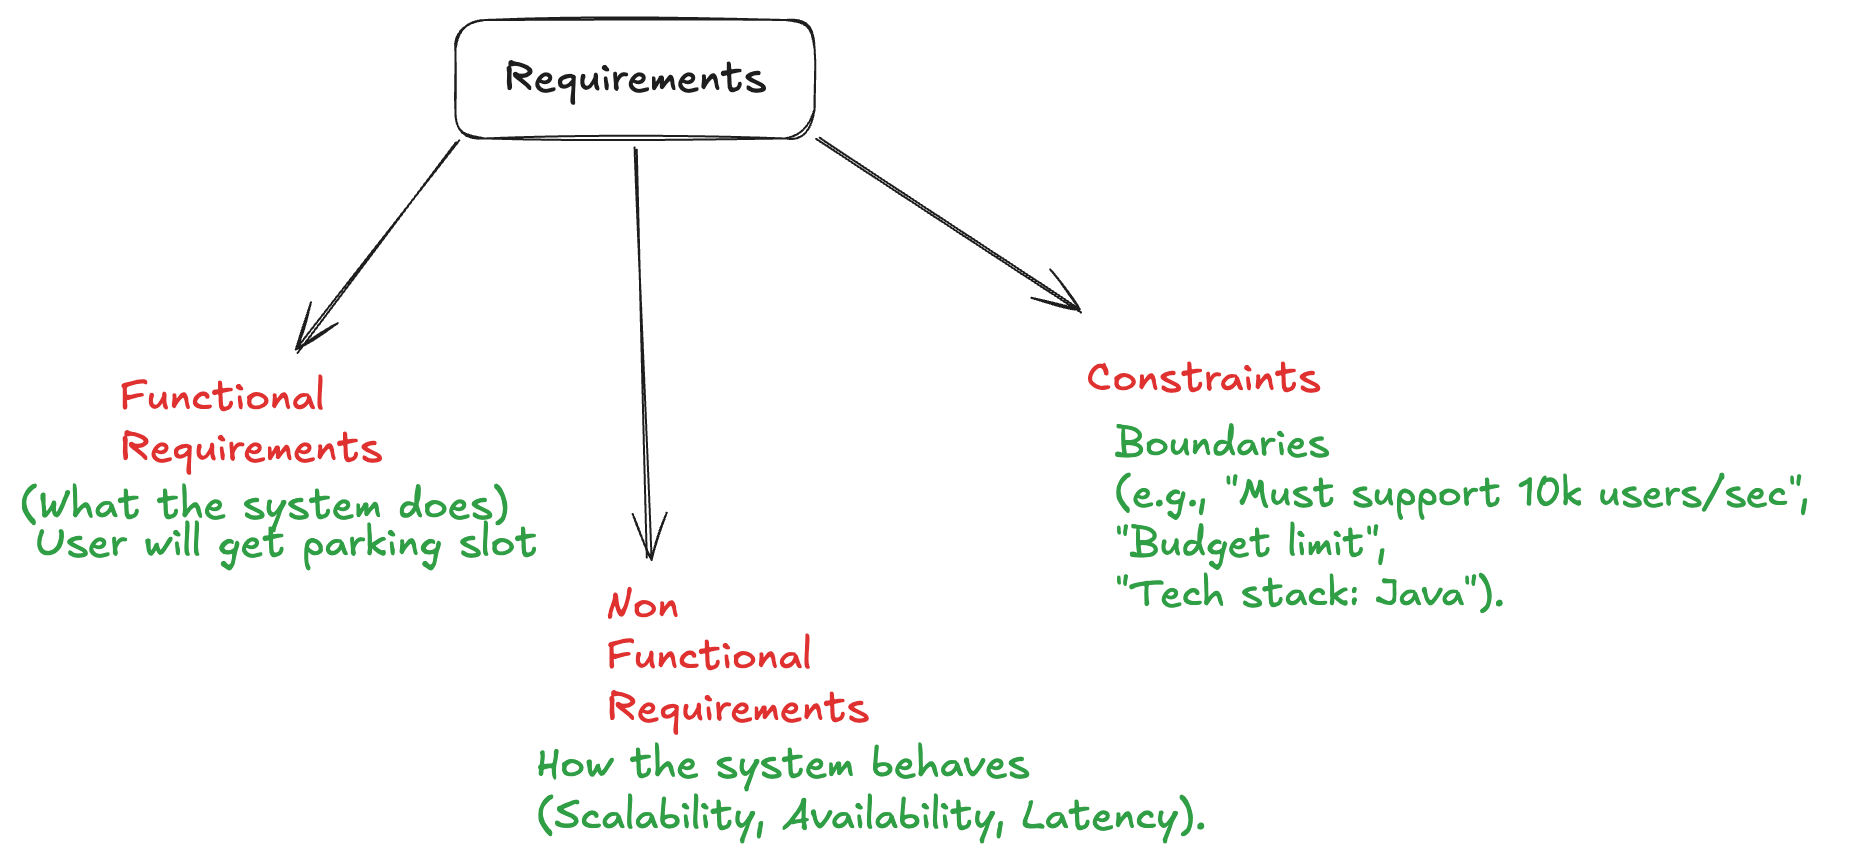 Requirements
Functional
Requirements
(What the system does)
User will get parking slot
Non
Functional
Requirements
How the system behaves
(Scalability, Availability, Latency).
Constraints
Boundaries
(e.g., "Must support 10k users/sec",
"Budget limit",
"Tech stack: Java").